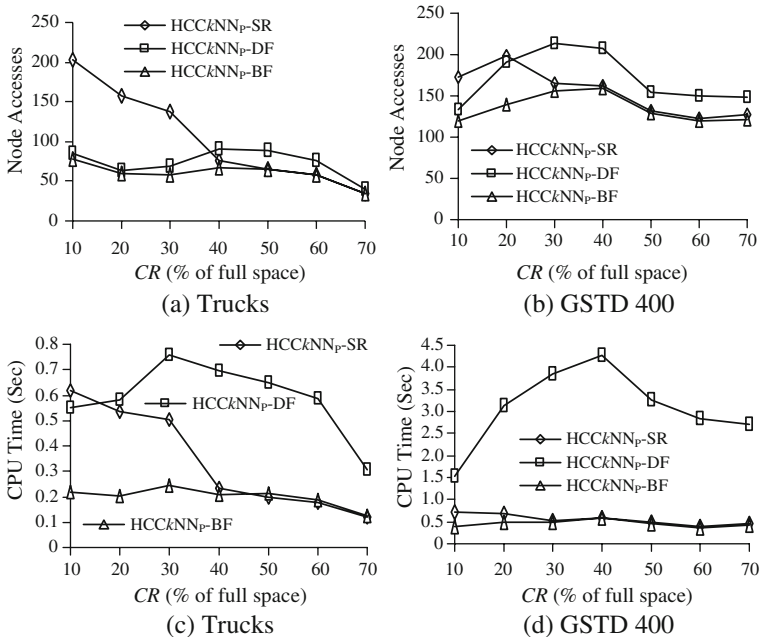 Node Accesses
250
200
150
100
50
0
HCCkNNP-SR
HCCkNNP-DF
HCCkNNP-BF
10 20 30 40 50 60 70
CR (% of full space)
(a) Trucks
Node Accesses
250
200
150
100
50
0
HCCkNNP-SR
HCCkNNP-DF
HCCkNNP-BF
10 20 30 40 50 60 70
CR (% of full space)
(b) GSTD 400
CPU Time (Sec)
0.8
0.7
0.6
0.5
0.4
0.3
0.2
0.1
0
HCCkNNP-SR
HCCkNNP-DF
HCCkNNP-BF
10 20 30 40 50 60 70
CR (% of full space)
(c) Trucks
CPU Time (Sec)
4.5
4.0
3.5
3.0
2.5
2.0
1.5
1.0
0.5
0
HCCkNNP-SR
HCCkNNP-DF
HCCkNNP-BF
10 20 30 40 50 60 70
CR (% of full space)
(d) GSTD 400